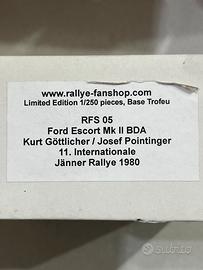 www.rallye-fanshop.com
Limited Edition 1/250 pieces, Base Trofeu
RFS 05
Ford Escort Mk II BDA
Kurt Göttlicher / Josef Pointinger
11. Internationale
Jänner Rallye 1980
subito